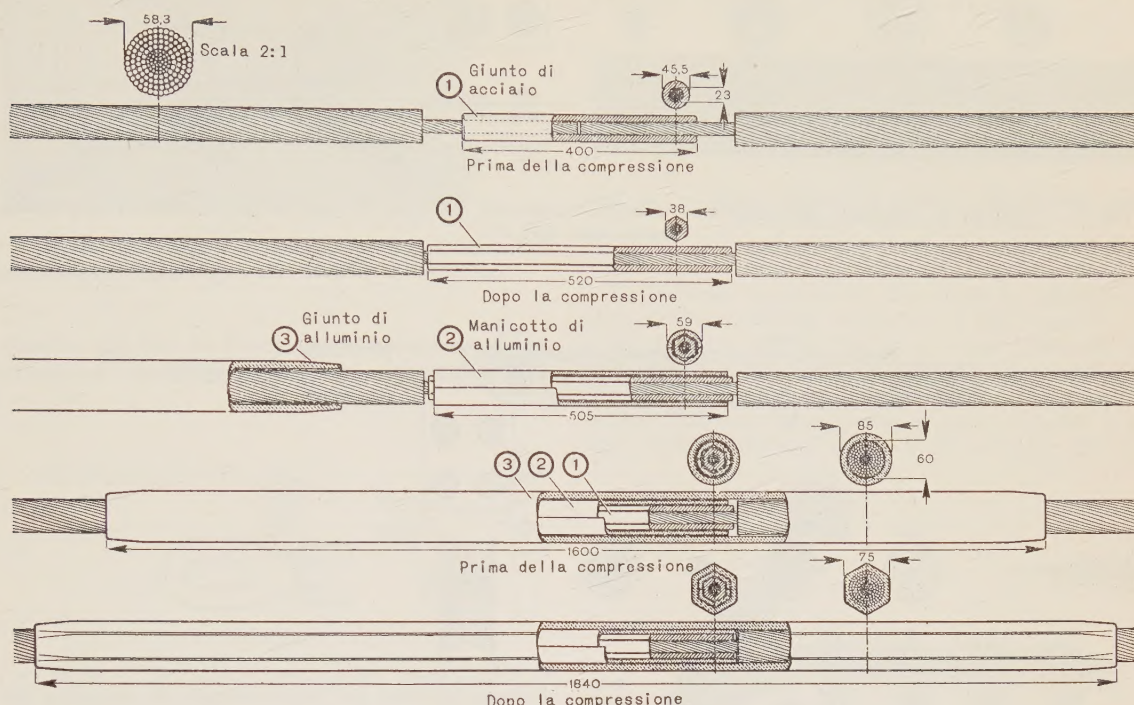 58,3
Scala 2:1
① Giunto di
acciaio
45,5
23
400
Prima della compressione
①
38
520
Dopo la compressione
③ Giunto di
alluminio
② Manicotto di
alluminio
59
505
85
60
③ ② ①
1600
Prima della compressione
75
1840
Dopo la compressione